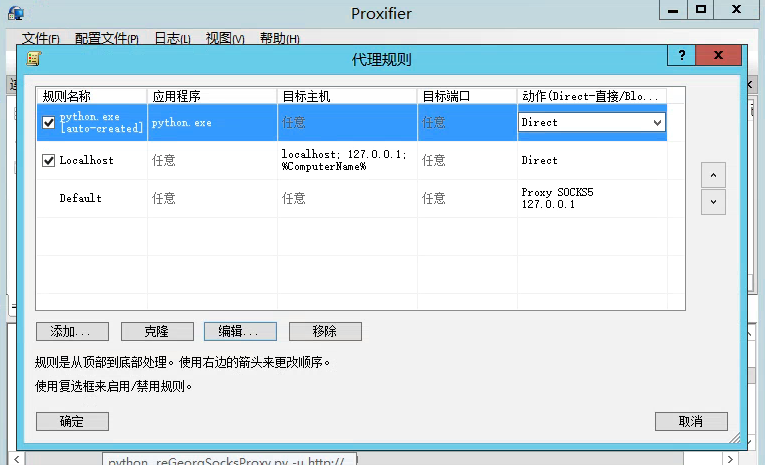 Proxifier
文件(F) 配置文件(P) 日志(L) 视图(V) 帮助(H)
代理规则
规则名称 应用程序 目标主机 目标端口 动作(Direct-直接/Blo...
python.exe
[auto-created] python.exe 任意 任意 Direct
Localhost 任意 localhost; 127.0.0.1;
%ComputerName% 任意 Direct
Default 任意 任意 任意 Proxy SOCKS5
127.0.0.1
添加... 克隆 编辑... 移除
规则是从顶部到底部处理。使用右边的箭头来更改顺序。
使用复选框来启用/禁用规则。
确定 取消
python reGeorgSocksProxy.py -u http://